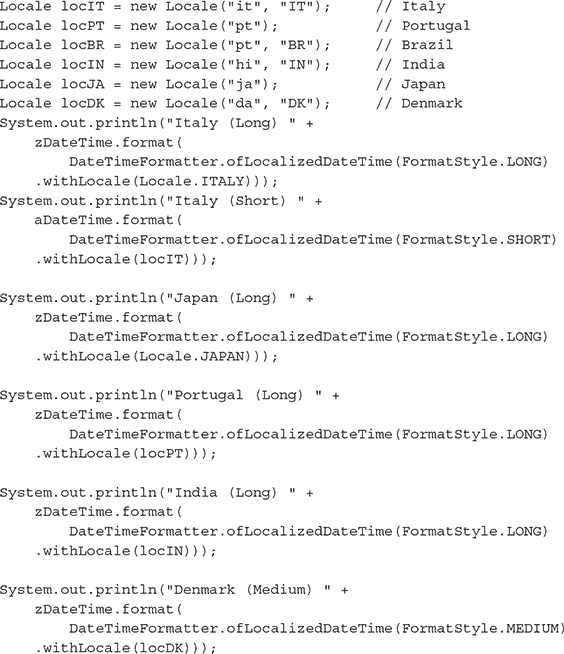 Locale locIT = new Locale("it", "IT");    // Italy
Locale locPT = new Locale("pt");          // Portugal
Locale locBR = new Locale("pt", "BR");    // Brazil
Locale locIN = new Locale("hi", "IN");    // India
Locale locJA = new Locale("ja");          // Japan
Locale locDK = new Locale("da", "DK");    // Denmark
System.out.println("Italy (Long) " +
   zDateTime.format(
      DateTimeFormatter.ofLocalizedDateTime(FormatStyle.LONG)
   .withLocale(Locale.ITALY)));
System.out.println("Italy (Short) " +
   aDateTime.format(
      DateTimeFormatter.ofLocalizedDateTime(FormatStyle.SHORT)
   .withLocale(locIT)));
System.out.println("Japan (Long) " +
   zDateTime.format(
      DateTimeFormatter.ofLocalizedDateTime(FormatStyle.LONG)
   .withLocale(Locale.JAPAN)));
System.out.println("Portugal (Long) " +
   zDateTime.format(
      DateTimeFormatter.ofLocalizedDateTime(FormatStyle.LONG)
   .withLocale(locPT)));
System.out.println("India (Long) " +
   zDateTime.format(
      DateTimeFormatter.ofLocalizedDateTime(FormatStyle.LONG)
   .withLocale(locIN)));
System.out.println("Denmark (Medium) " +
   zDateTime.format(
      DateTimeFormatter.ofLocalizedDateTime(FormatStyle.MEDIUM)
   .withLocale(locDK)));